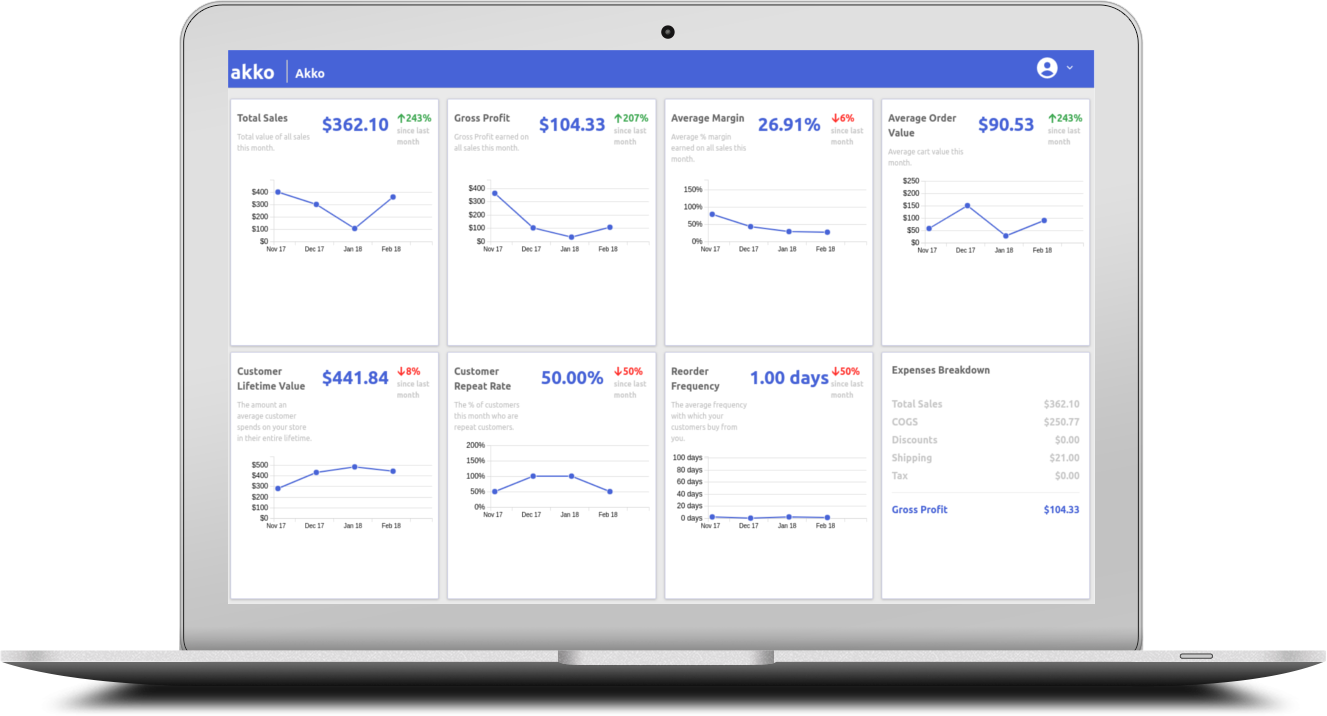 akko
Akko
Total Sales
Total value of all sales
this month.
$362.10
↑243%
since last
month
$400
$300
$200
$100
$0
Nov 17 Dec 17 Jan 18 Feb 18
Gross Profit
Gross Profit earned on
all sales this month.
$104.33
↑207%
since last
month
$400
$300
$200
$100
$0
Nov 17 Dec 17 Jan 18 Feb 18
Average Margin
Average % margin
earned on all sales this
month.
26.91%
↓6%
since last
month
150%
100%
50%
0%
Nov 17 Dec 17 Jan 18 Feb 18
Average Order
Value
Average cart value this
month.
$90.53
↑243%
since last
month
$250
$200
$150
$100
$50
$0
Nov 17 Dec 17 Jan 18 Feb 18
Customer
Lifetime Value
The amount an
average customer
spends on your store
in their entire lifetime.
$441.84
↓8%
since last
month
$500
$400
$300
$200
$100
$0
Nov 17 Dec 17 Jan 18 Feb 18
Customer
Repeat Rate
The % of customers
this month who are
repeat customers.
50.00%
↓50%
since last
month
200%
150%
100%
50%
0%
Nov 17 Dec 17 Jan 18 Feb 18
Reorder
Frequency
The average frequency
with which your
customers buy from
you.
1.00 days
↓50%
since last
month
100 days
80 days
60 days
40 days
20 days
0 days
Nov 17 Dec 17 Jan 18 Feb 18
Expenses Breakdown
Total Sales $362.10
COGS $250.77
Discounts $0.00
Shipping $21.00
Tax $0.00
Gross Profit $104.33